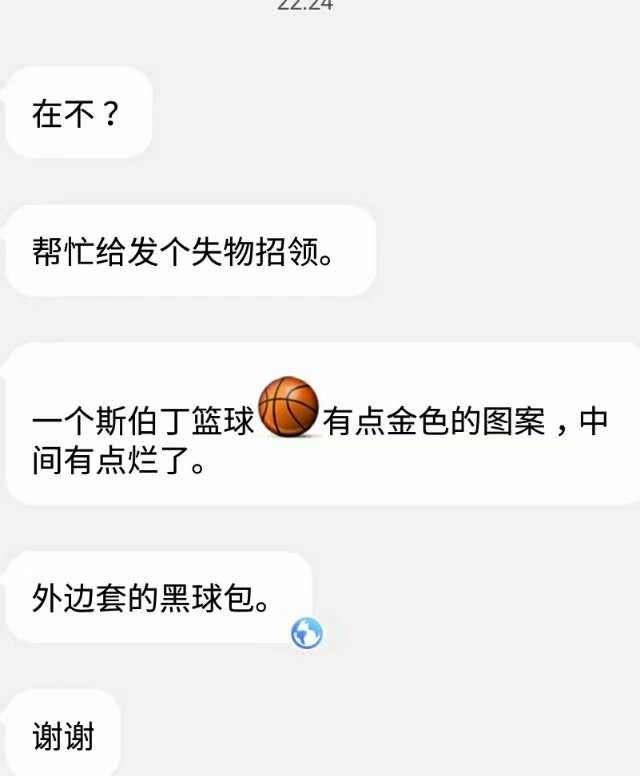 22:24
在不？
帮忙给发个失物招领。
一个斯伯丁篮球🏀有点金色的图案，中
间有点烂了。
外边套的黑球包。
谢谢